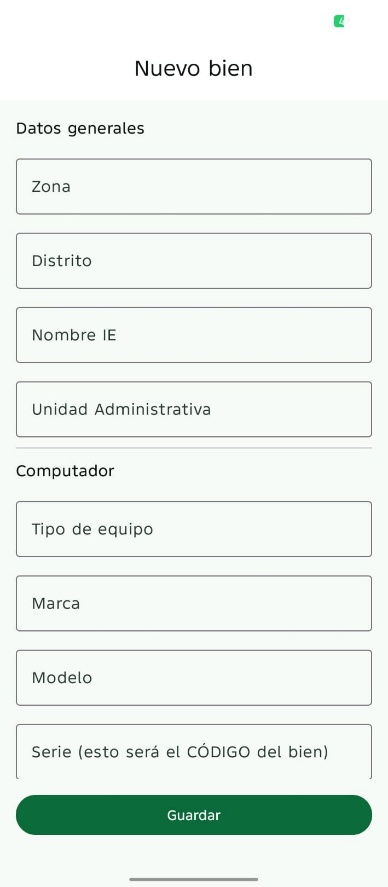 Nuevo bien
Datos generales
Zona
Distrito
Nombre IE
Unidad Administrativa
Computador
Tipo de equipo
Marca
Modelo
Serie (esto será el CÓDIGO del bien)
Guardar